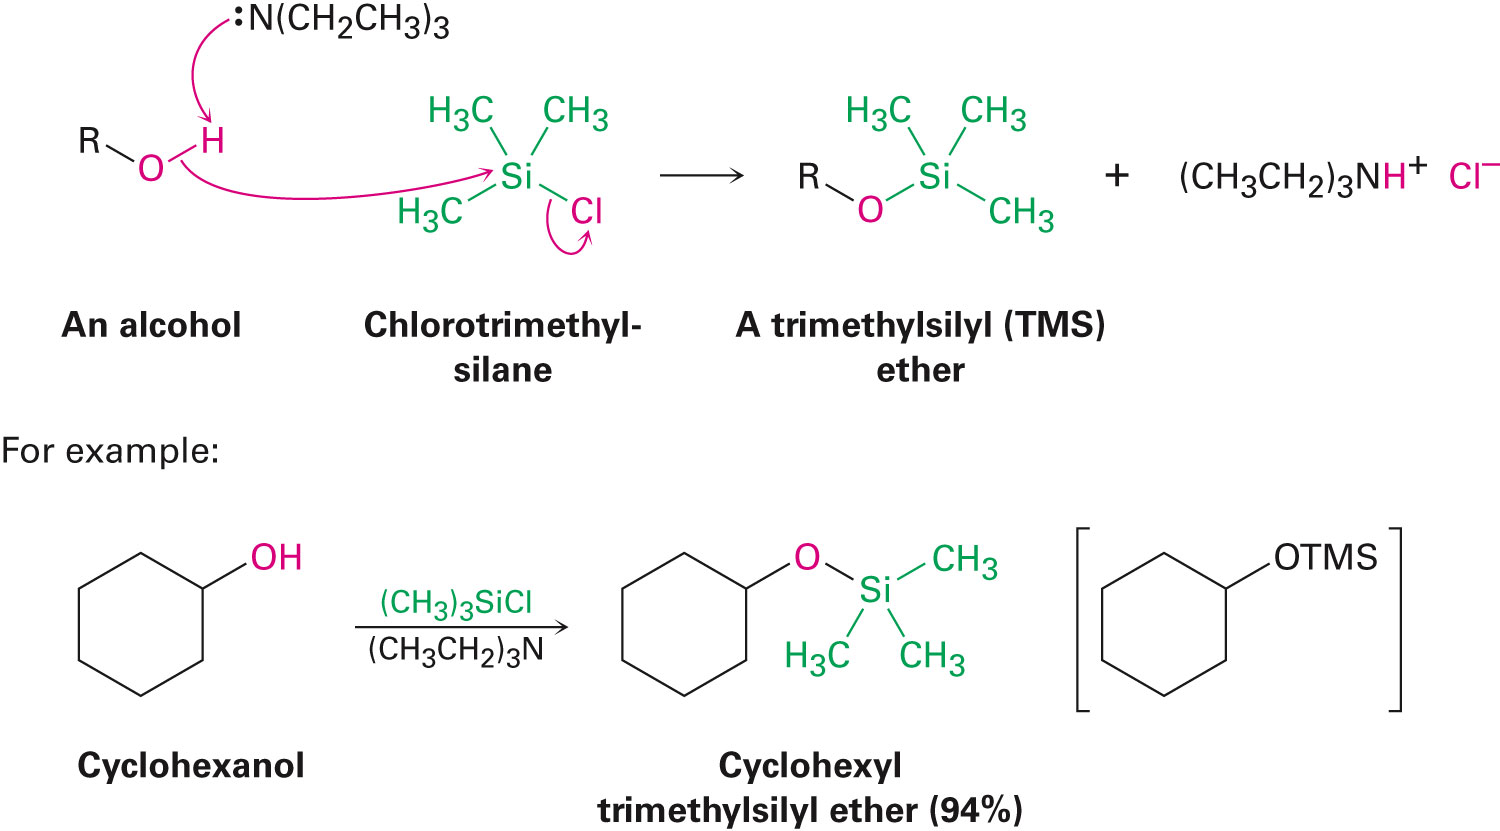 :N(CH₂CH₃)₃
R O H
H₃C CH₃
Si
H₃C Cl
H₃C CH₃
R O Si
CH₃
+ (CH₃CH₂)₃NH⁺ Cl⁻
An alcohol
Chlorotrimethyl-
silane
A trimethylsilyl (TMS)
ether
For example:
OH
(CH₃)₃SiCl
(CH₃CH₂)₃N
O
Si CH₃
H₃C CH₃
OTMS
Cyclohexanol
Cyclohexyl
trimethylsilyl ether (94%)